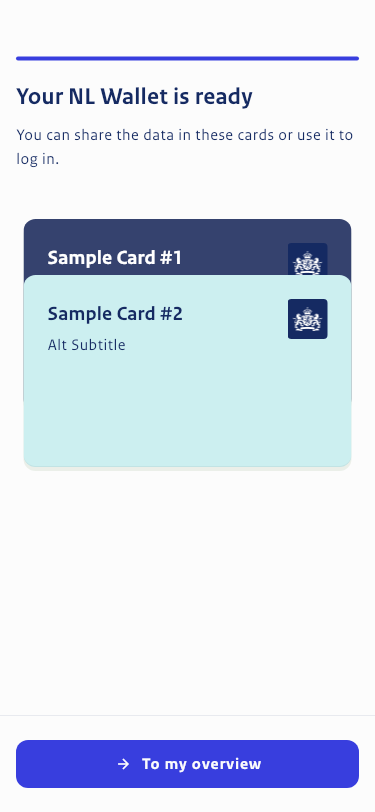 Your NL Wallet is ready
You can share the data in these cards or use it to
log in.
Sample Card #1
Sample Card #2
Alt Subtitle
To my overview